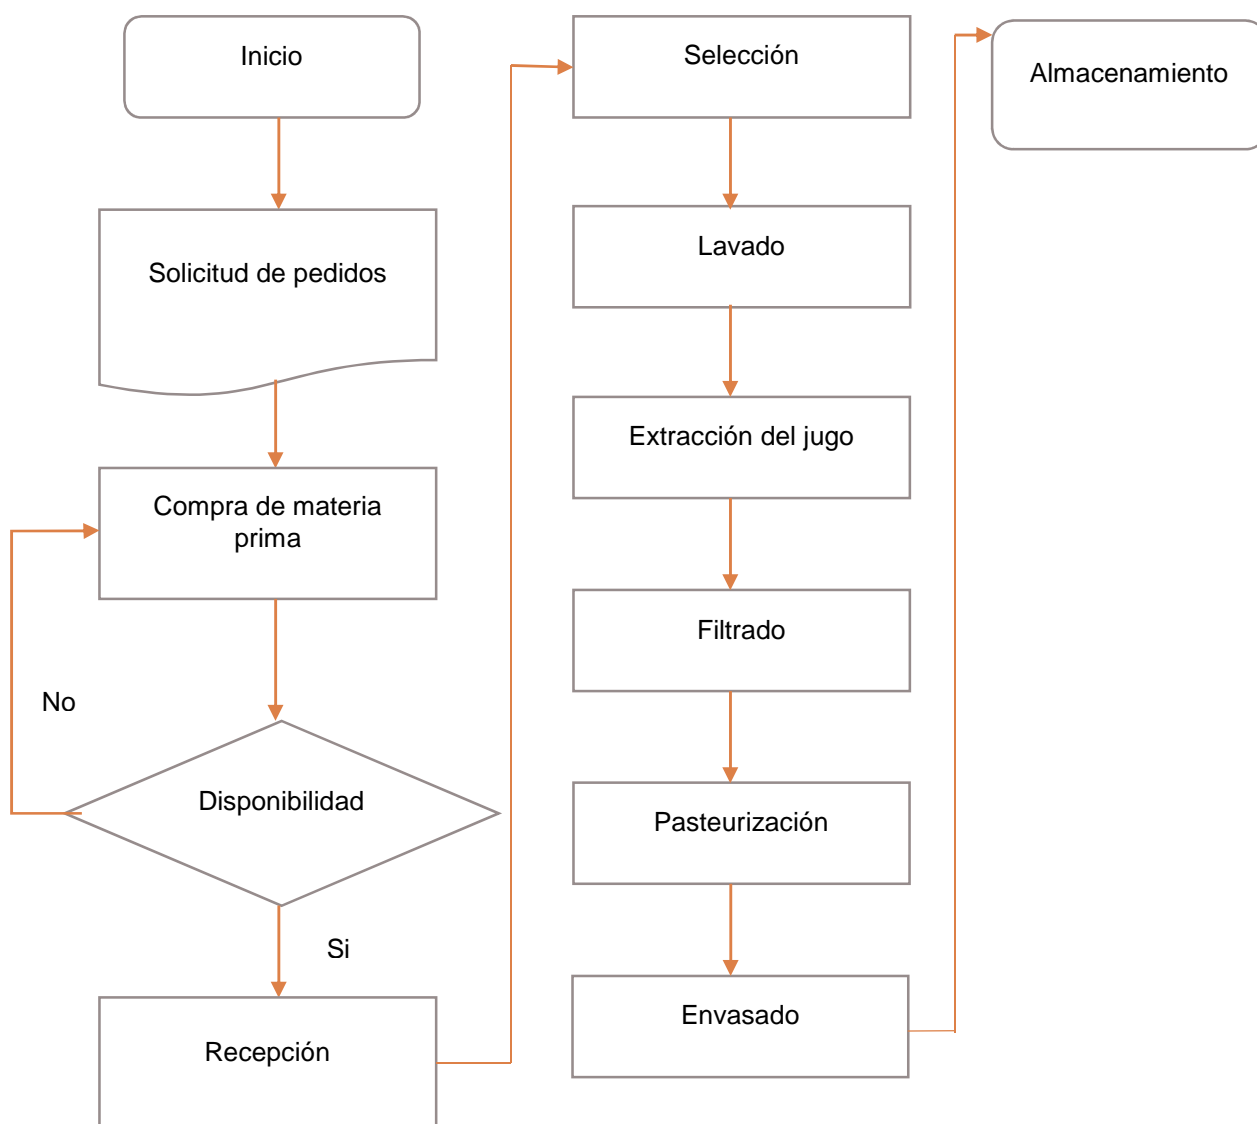 Inicio
Solicitud de pedidos
Compra de materia
prima
No
Disponibilidad
Si
Recepción
Selección
Lavado
Extracción del jugo
Filtrado
Pasteurización
Envasado
Almacenamiento